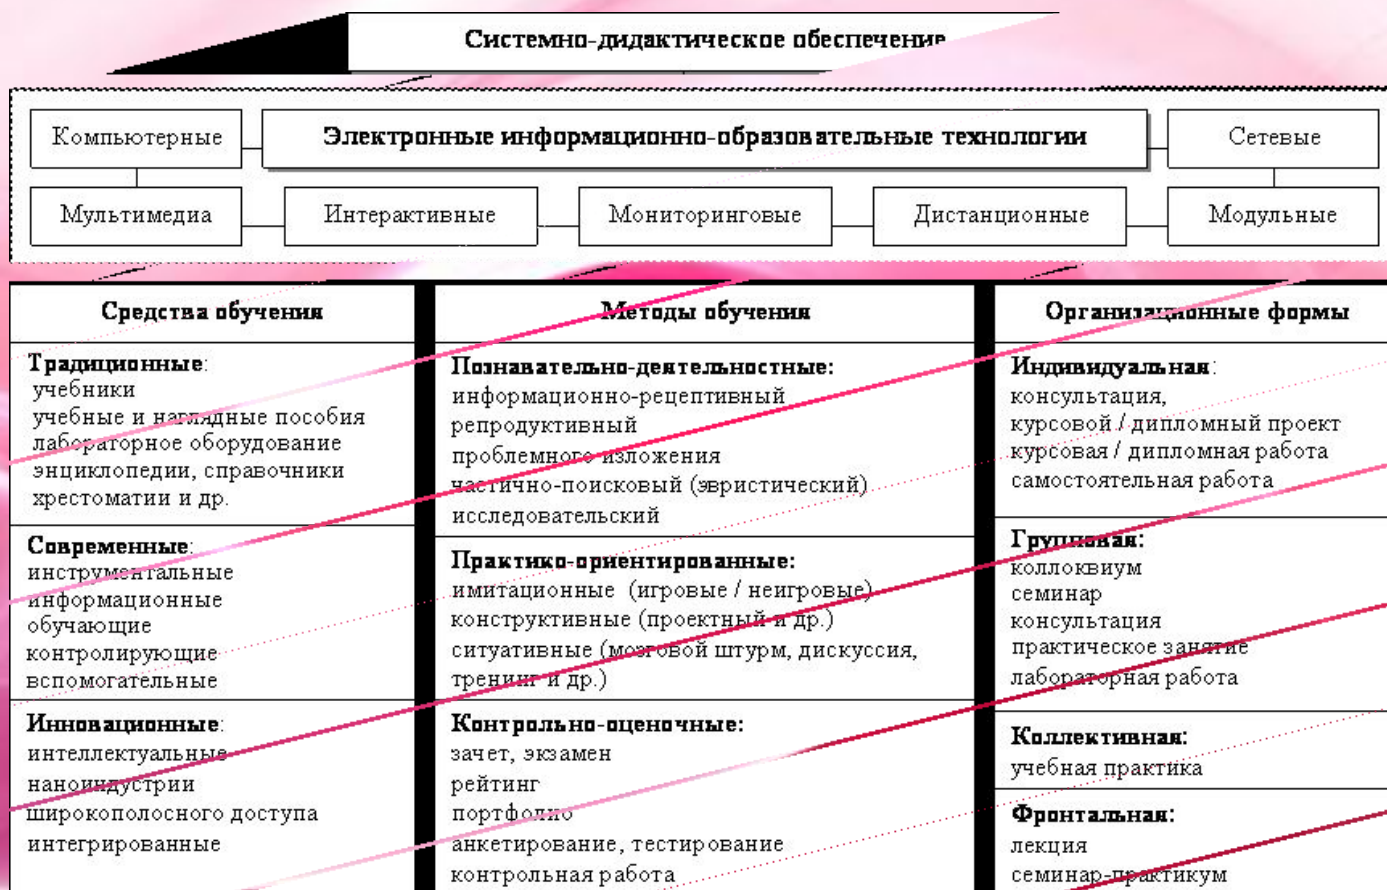 Системно-дидактическое обеспечение
Компьютерные
Электронные информационно-образовательные технологии
Сетевые
Мультимедиа
Интерактивные
Мониторинговые
Дистанционные
Модульные
Средства обучения
Традиционные:
учебники
учебные и наглядные пособия
лабораторное оборудование
энциклопедии, справочники
хрестоматии и др.
Современные:
инструментальные
информационные
обучающие
контролирующие
вспомогательные
Инновационные:
интеллектуальные
наноиндустрии
широкополосного доступа
интегрированные
Методы обучения
Познавательно-деятельностные:
информационно-рецептивный
репродуктивный
проблемного изложения
частично-поисковый (эвристический)
исследовательский
Практико-ориентированные:
имитационные (игровые / неигровые)
конструктивные (проектный и др.)
ситуативные (мозговой штурм, дискуссия,
тренинг и др.)
Контрольно-оценочные:
зачет, экзамен
рейтинг
портфолио
анкетирование, тестирование
контрольная работа
Организационные формы
Индивидуальная:
консультация,
курсовой / дипломный проект
курсовая / дипломная работа
самостоятельная работа
Групповая:
коллоквиум
семинар
консультация
практическое занятие
лабораторная работа
Коллективная:
учебная практика
Фронтальная:
лекция
семинар-практикум